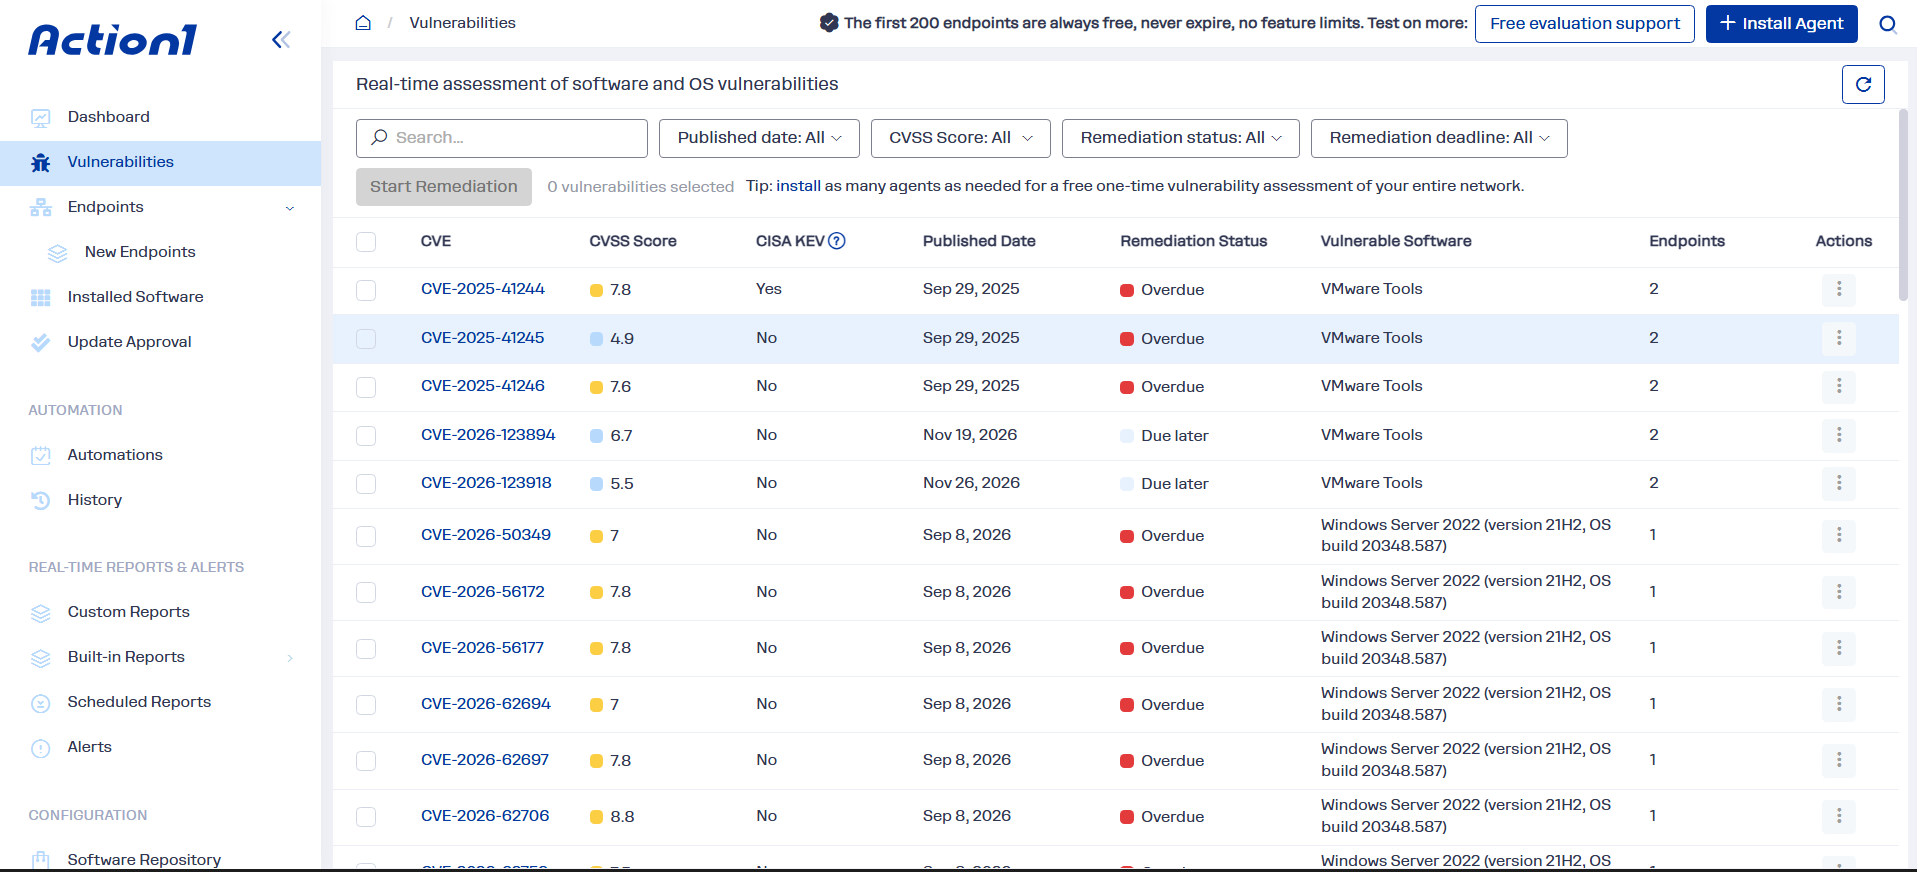 Action1
/ Vulnerabilities
The first 200 endpoints are always free, never expire, no feature limits. Test on more:
Free evaluation support
+ Install Agent
Dashboard
Vulnerabilities
Endpoints
New Endpoints
Installed Software
Update Approval
AUTOMATION
Automations
History
REAL-TIME REPORTS & ALERTS
Custom Reports
Built-in Reports
Scheduled Reports
Alerts
CONFIGURATION
Software Repository
Real-time assessment of software and OS vulnerabilities
Search...
Published date: All
CVSS Score: All
Remediation status: All
Remediation deadline: All
Start Remediation
0 vulnerabilities selected
Tip: install as many agents as needed for a free one-time vulnerability assessment of your entire network.
CVE CVSS Score CISA KEV ? Published Date Remediation Status Vulnerable Software Endpoints Actions
CVE-2025-41244 7.8 Yes Sep 29, 2025 Overdue VMware Tools 2
CVE-2025-41245 4.9 No Sep 29, 2025 Overdue VMware Tools 2
CVE-2025-41246 7.6 No Sep 29, 2025 Overdue VMware Tools 2
CVE-2026-123894 6.7 No Nov 19, 2026 Due later VMware Tools 2
CVE-2026-123918 5.5 No Nov 26, 2026 Due later VMware Tools 2
CVE-2026-50349 7 No Sep 8, 2026 Overdue Windows Server 2022 (version 21H2, OS
build 20348.587) 1
CVE-2026-56172 7.8 No Sep 8, 2026 Overdue Windows Server 2022 (version 21H2, OS
build 20348.587) 1
CVE-2026-56177 7.8 No Sep 8, 2026 Overdue Windows Server 2022 (version 21H2, OS
build 20348.587) 1
CVE-2026-62694 7 No Sep 8, 2026 Overdue Windows Server 2022 (version 21H2, OS
build 20348.587) 1
CVE-2026-62697 7.8 No Sep 8, 2026 Overdue Windows Server 2022 (version 21H2, OS
build 20348.587) 1
CVE-2026-62706 8.8 No Sep 8, 2026 Overdue Windows Server 2022 (version 21H2, OS
build 20348.587) 1
Windows Server 2022 (version 21H2, OS